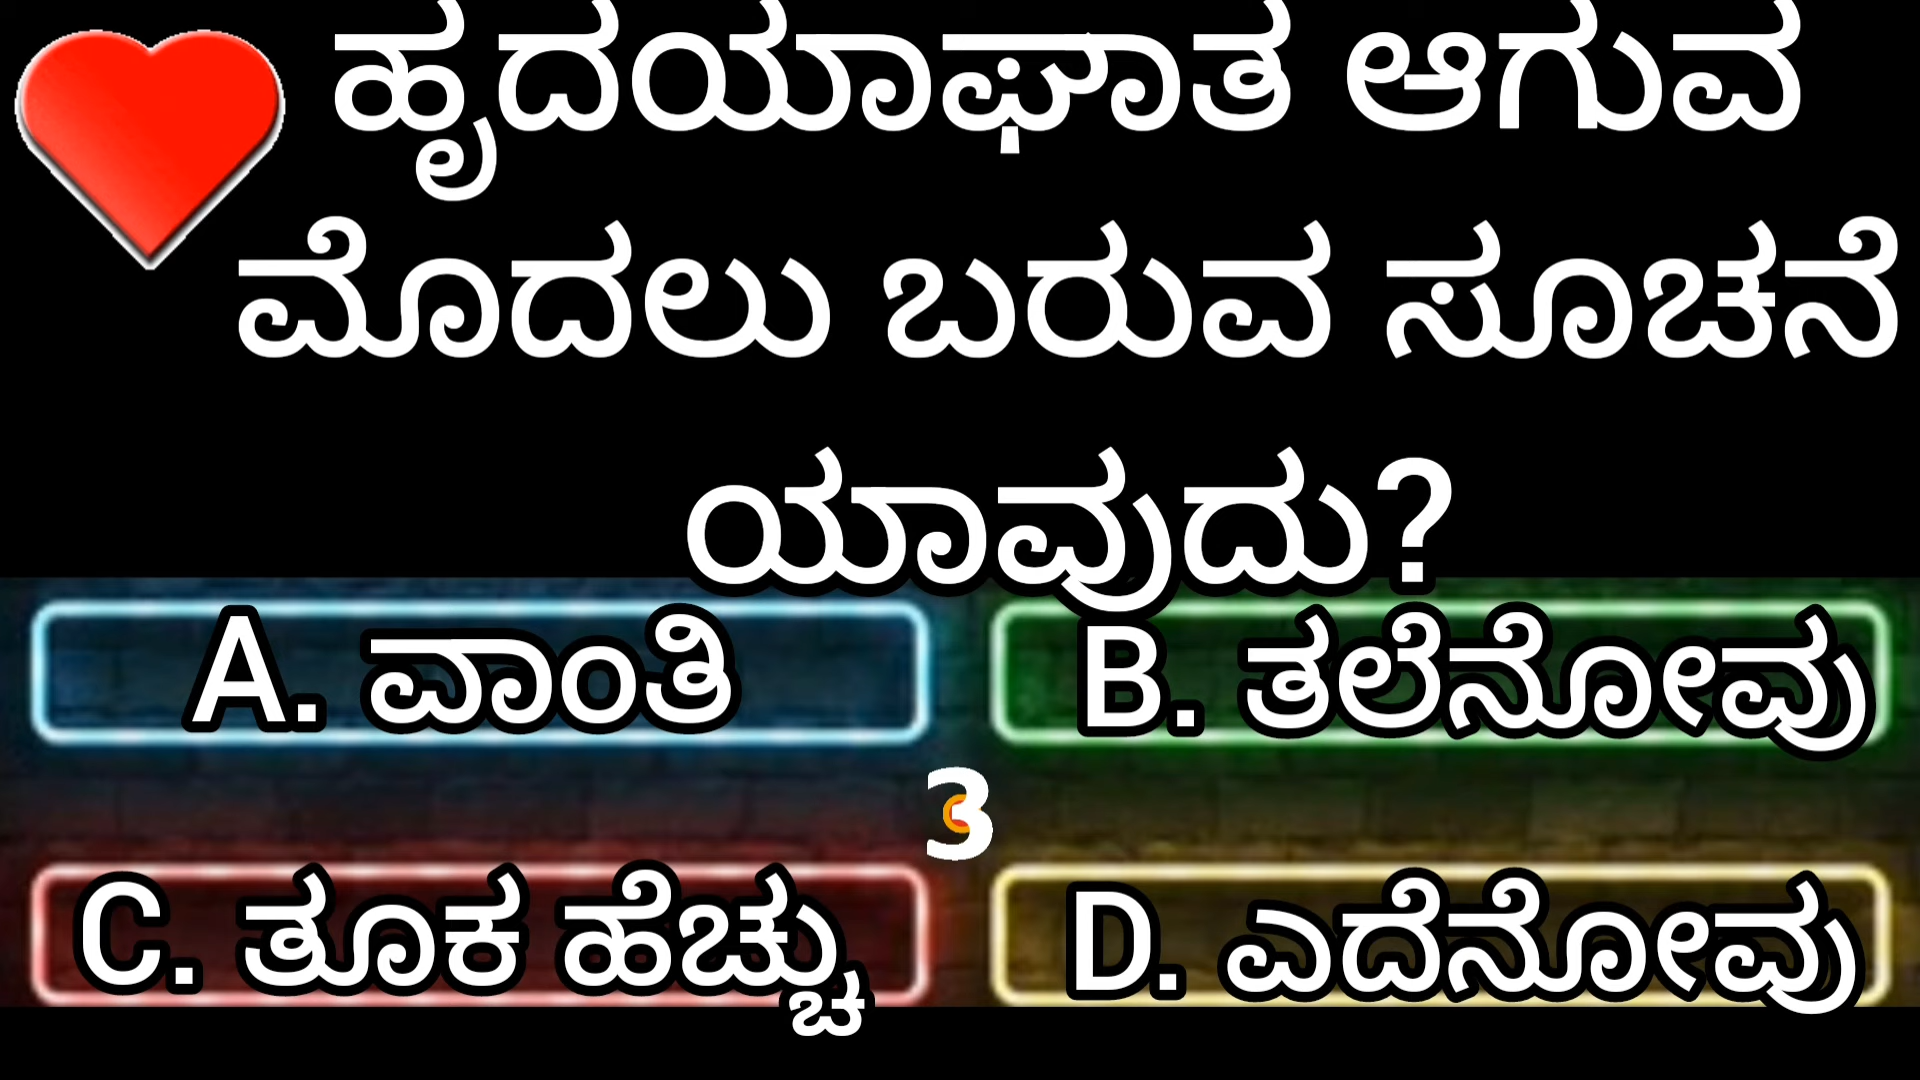 ಹೃದಯಾಘಾತ ಆಗುವ
ಮೊದಲು ಬರುವ ಸೂಚನೆ
ಯಾವುದು?
A. ವಾಂತಿ
B. ತಲೆನೋವು
3
C. ತೂಕ ಹೆಚ್ಚು
D. ಎದೆನೋವು